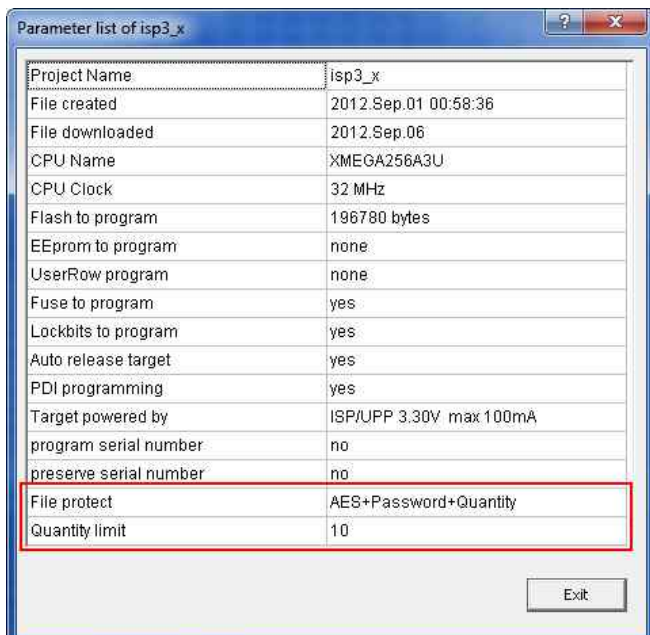 Parameter list of isp3_x
Project Name isp3_x
File created 2012.Sep.01 00:58:36
File downloaded 2012.Sep.06
CPU Name XMEGA256A3U
CPU Clock 32 MHz
Flash to program 196780 bytes
EEprom to program none
UserRow program none
Fuse to program yes
Lockbits to program yes
Auto release target yes
PDI programming yes
Target powered by ISP/UPP 3.30V max 100mA
program serial number no
preserve serial number no
File protect AES+Password+Quantity
Quantity limit 10
Exit